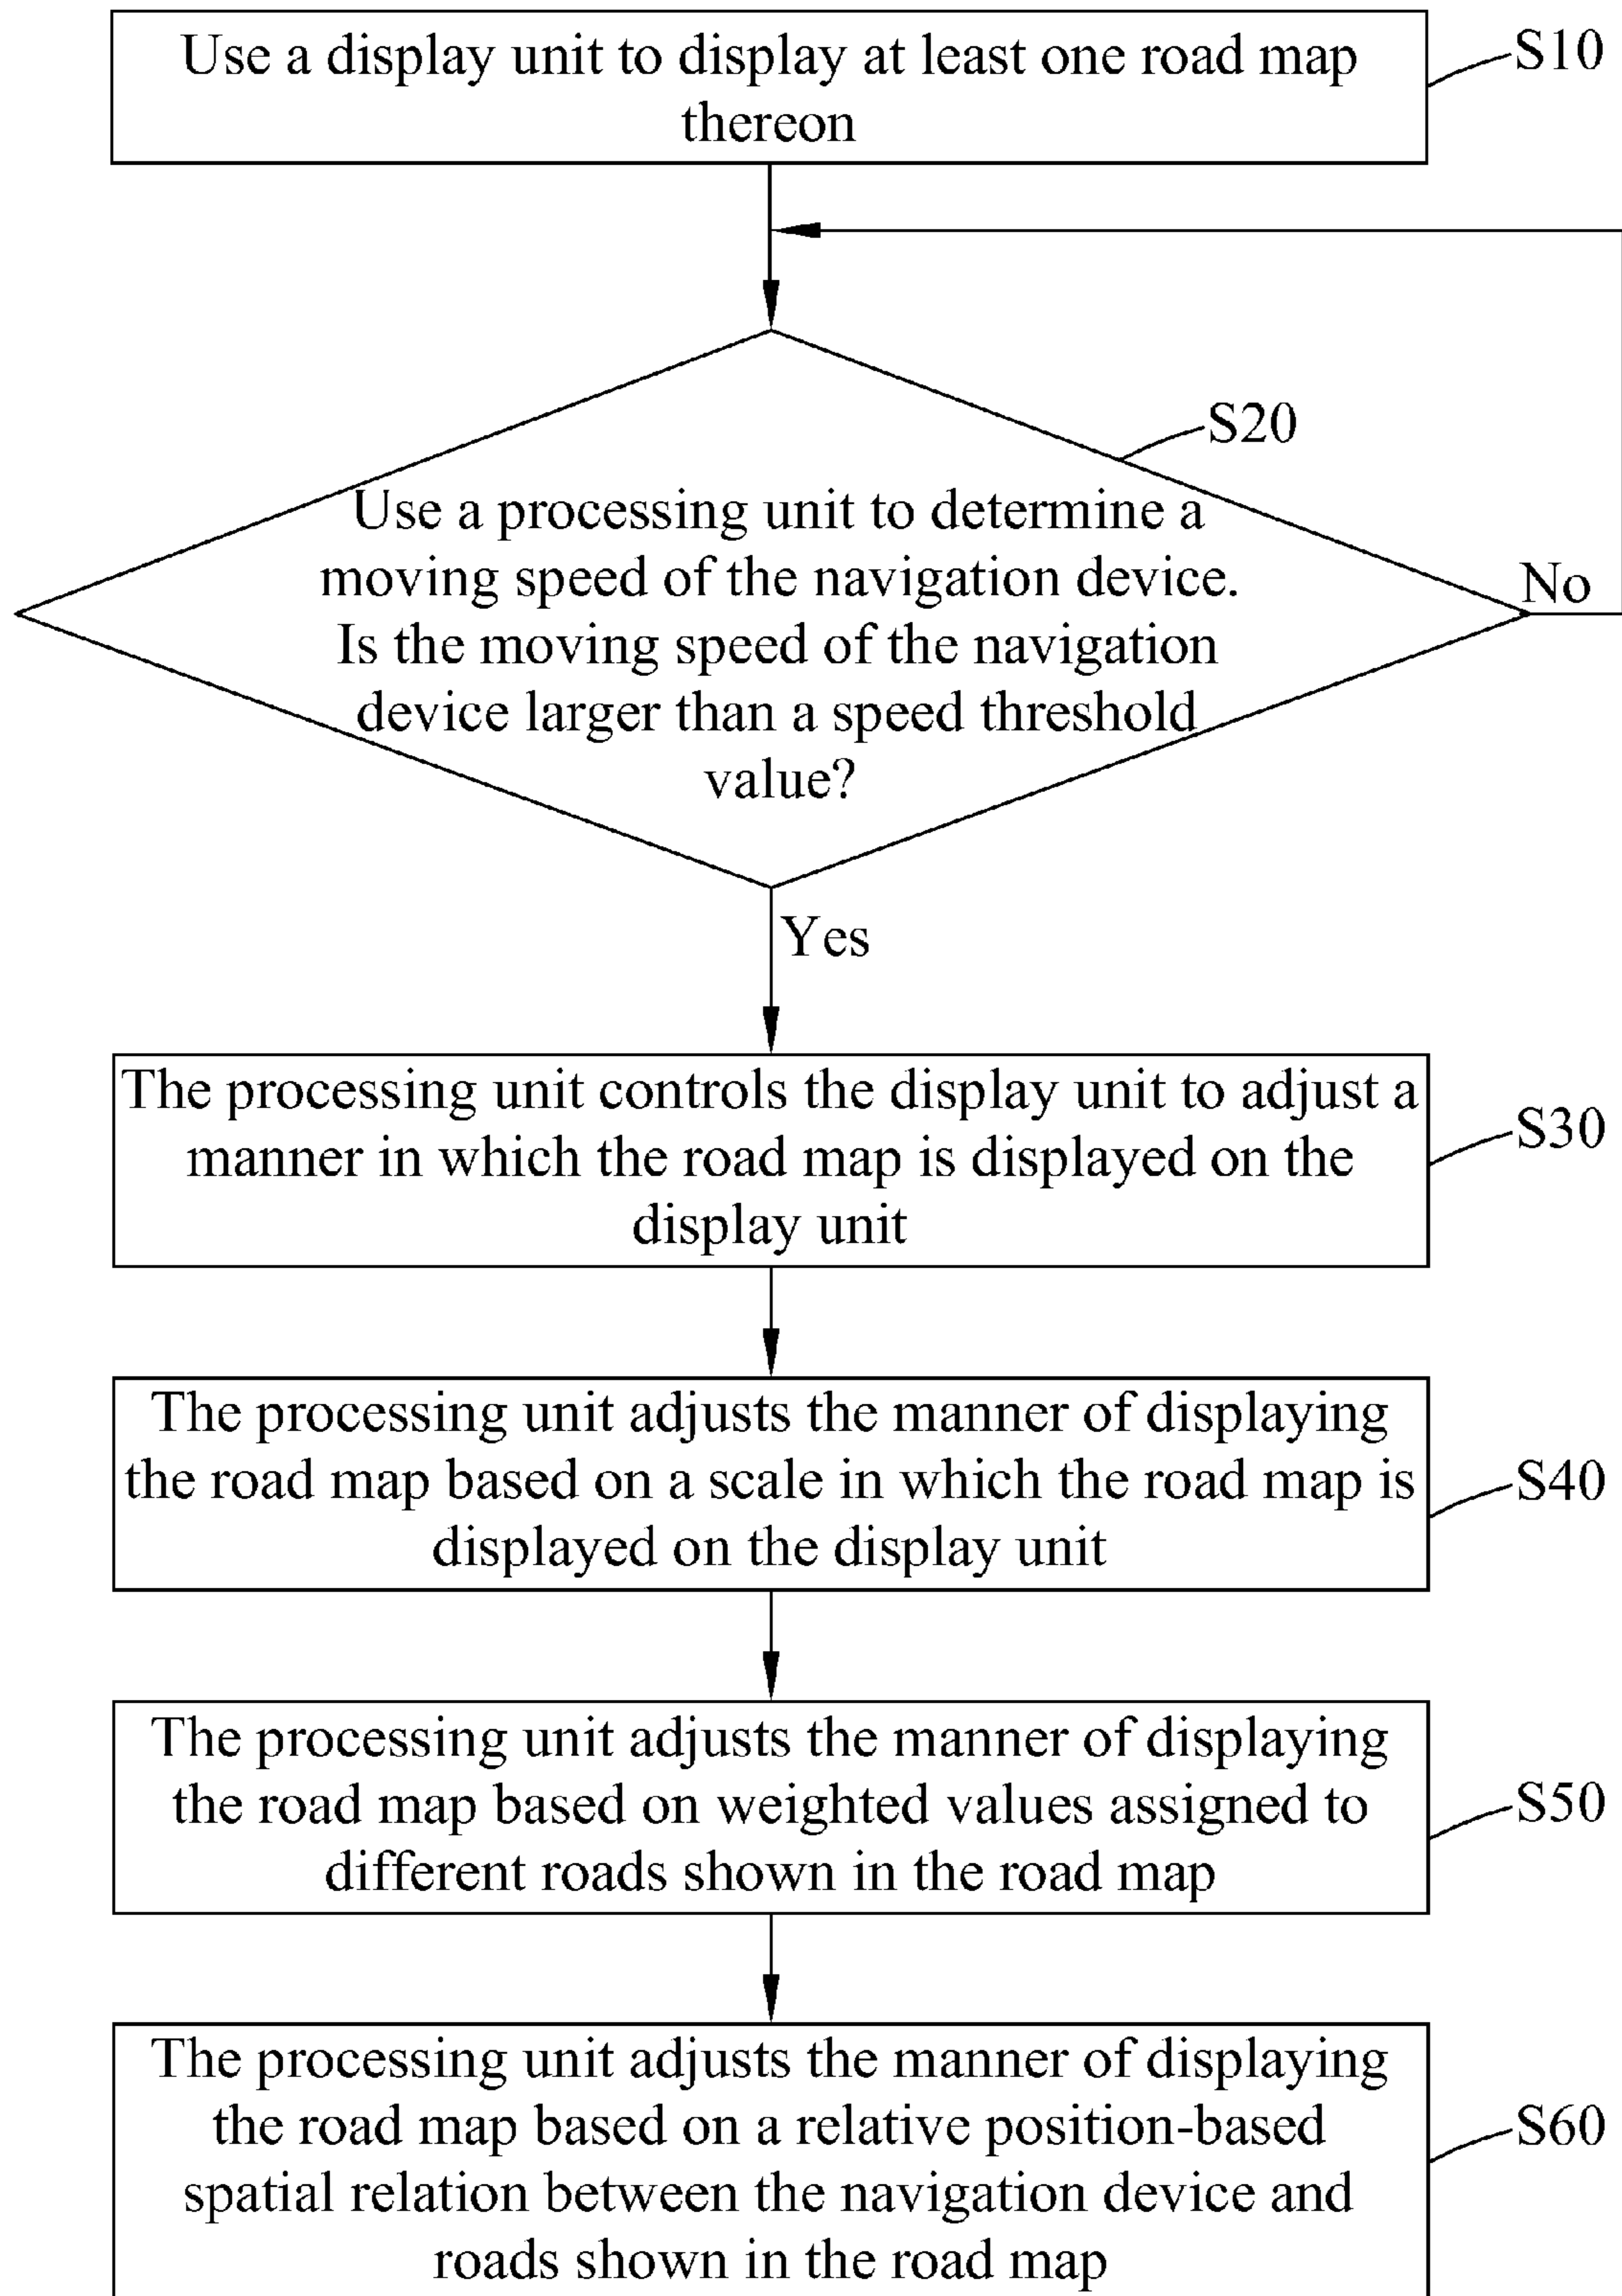 Use a display unit to display at least one road map
thereon
S10
S20
Use a processing unit to determine a
moving speed of the navigation device.
Is the moving speed of the navigation
device larger than a speed threshold
value?
No
Yes
The processing unit controls the display unit to adjust a
manner in which the road map is displayed on the
display unit
S30
The processing unit adjusts the manner of displaying
the road map based on a scale in which the road map is
displayed on the display unit
S40
The processing unit adjusts the manner of displaying
the road map based on weighted values assigned to
different roads shown in the road map
S50
The processing unit adjusts the manner of displaying
the road map based on a relative position-based
spatial relation between the navigation device and
roads shown in the road map
S60